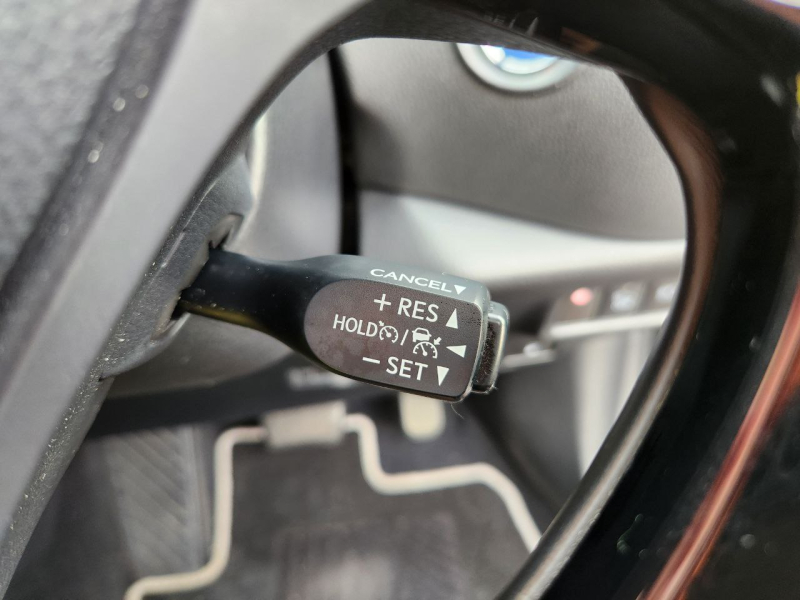 CANCEL▼
+ RES ▲
HOLD / ◀
− SET ▼